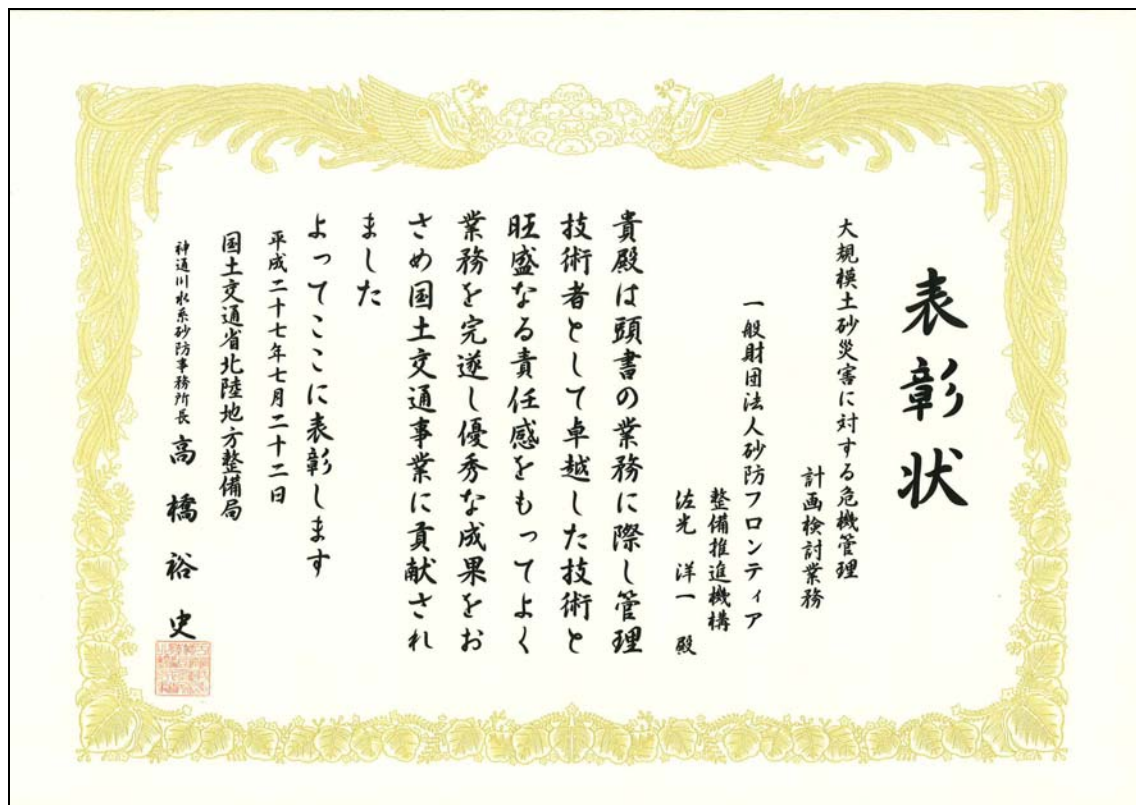 表彰状
大規模土砂災害に対する危機管理
計画検討業務
一般財団法人砂防フロンティア
整備推進機構
佐光洋一殿
貴殿は頭書の業務に際し管理
技術者として卓越した技術と
旺盛なる責任感をもってよく
業務を完遂し優秀な成果をお
さめ国土交通事業に貢献され
ました
よってここに表彰します
平成二十七年七月二十二日
国土交通省北陸地方整備局
神通川水系砂防事務所長 高橋裕史